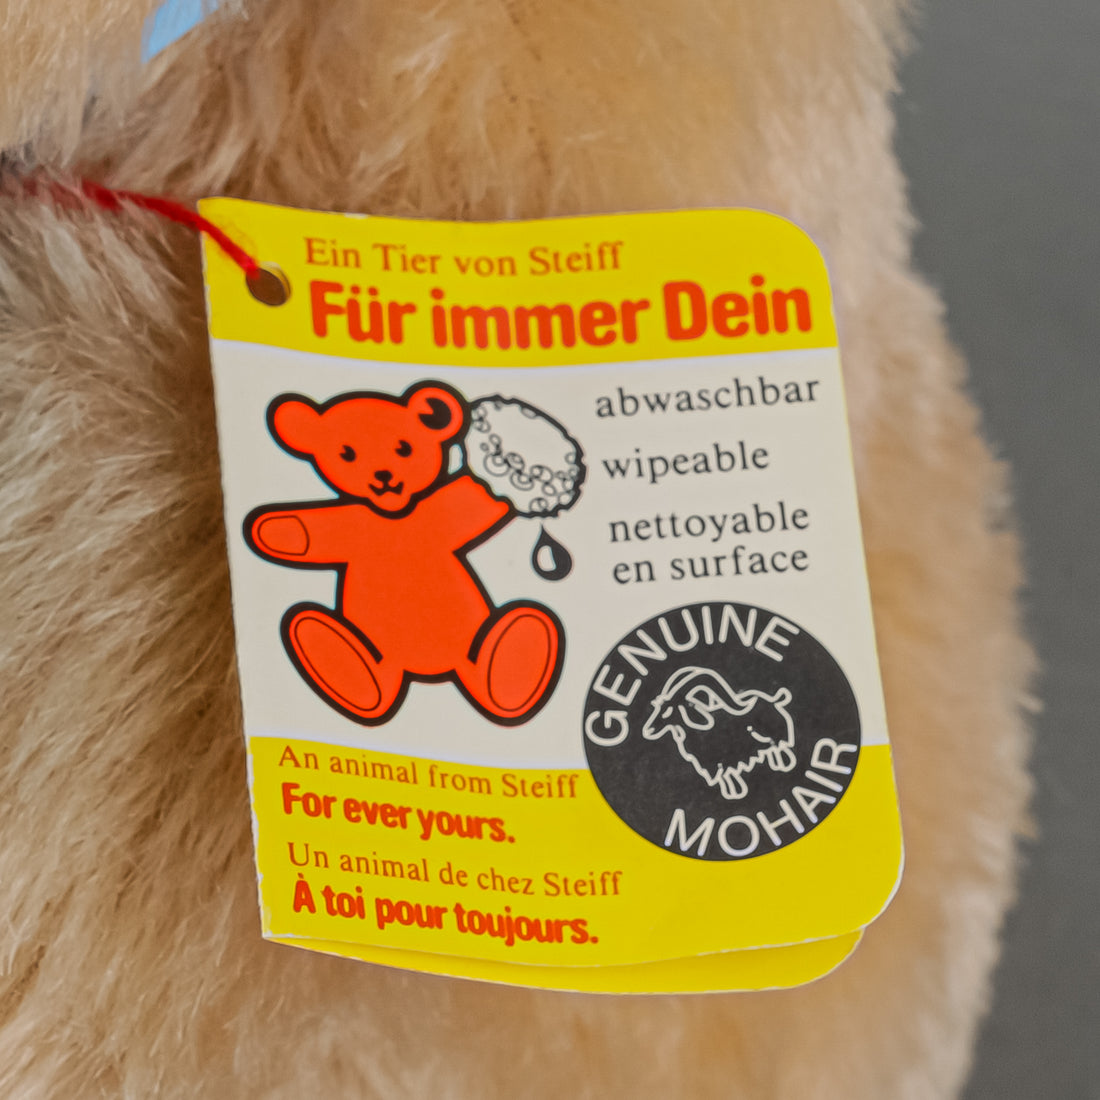 Ein Tier von Steiff
Für immer Dein
abwaschbar
wipeable
nettoyable
en surface
GENUINE
MOHAIR
An animal from Steiff
For ever yours.
Un animal de chez Steiff
À toi pour toujours.